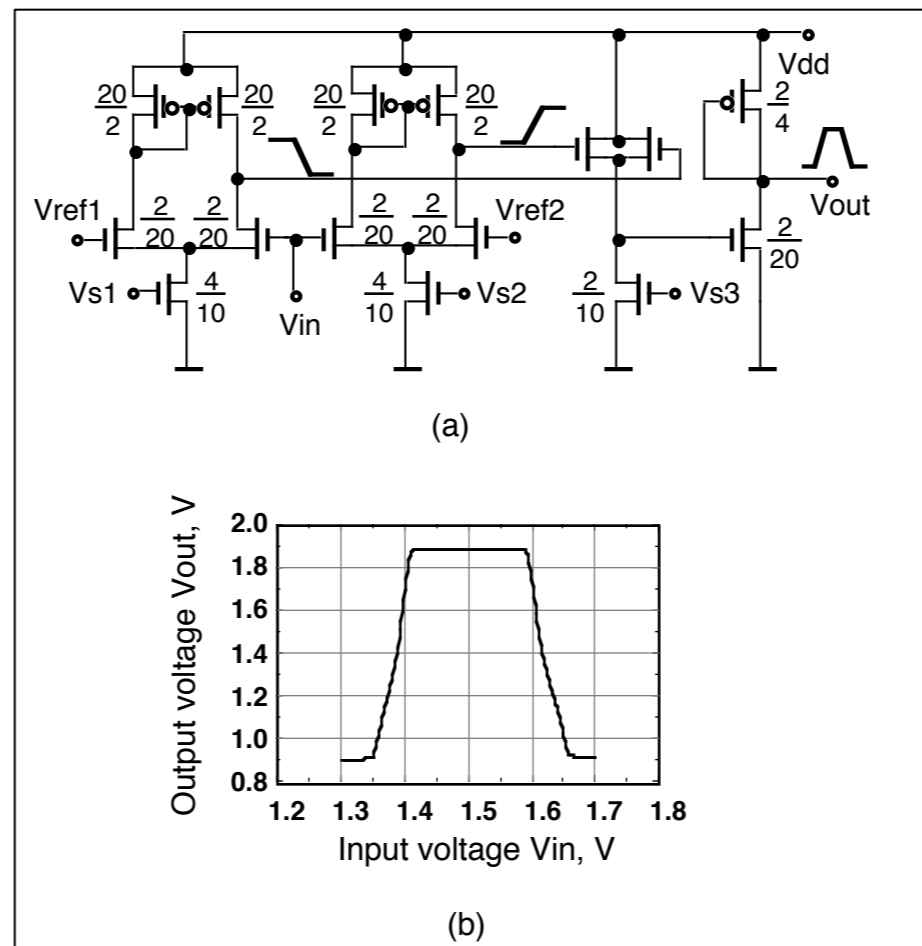 Vdd
20/2 20/2 20/2 20/2 2/4
Vout
Vref1 2/20 2/20 2/20 2/20 Vref2 2/20
Vs1 4/10 Vin 4/10 Vs2 2/10 Vs3
(a)
Output voltage Vout, V
2.0
1.8
1.6
1.4
1.2
1.0
0.8
1.2 1.3 1.4 1.5 1.6 1.7 1.8
Input voltage Vin, V
(b)